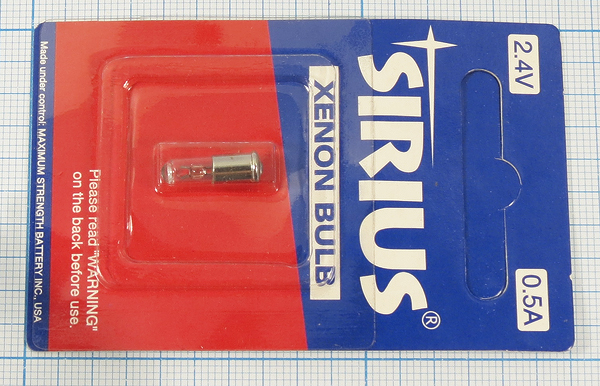 2.4V
0.5A
SIRIUS®
XENON BULB
Please read "WARNING"
on the back before use.
Made under control: MAXIMUM STRENGTH BATTERY INC., USA